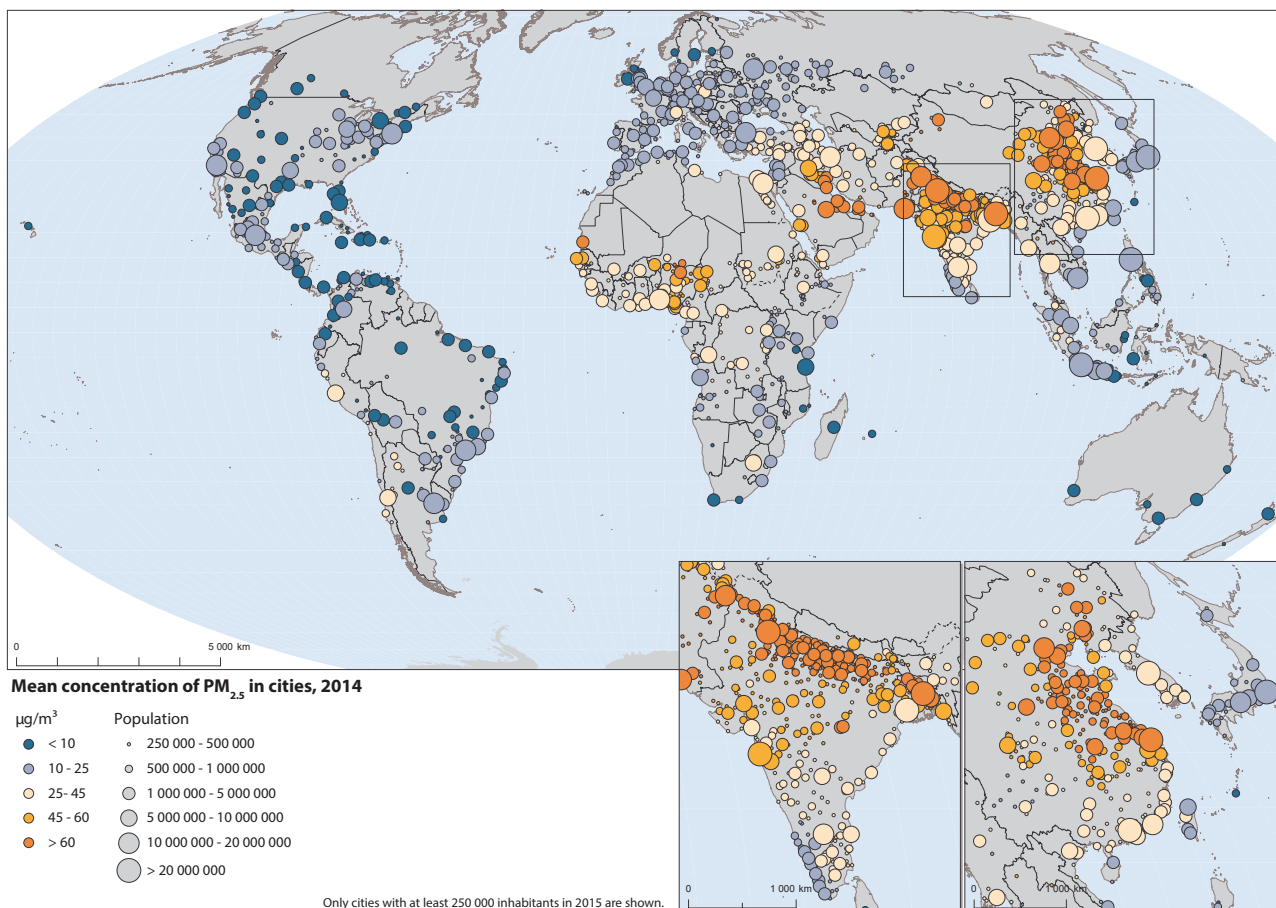 0
5 000 km
Mean concentration of PM2.5 in cities, 2014
µg/m³
Population
< 10
250 000 - 500 000
10 - 25
500 000 - 1 000 000
25- 45
1 000 000 - 5 000 000
45 - 60
5 000 000 - 10 000 000
> 60
10 000 000 - 20 000 000
> 20 000 000
0
1 000 km
0
1 000 km
Only cities with at least 250 000 inhabitants in 2015 are shown.